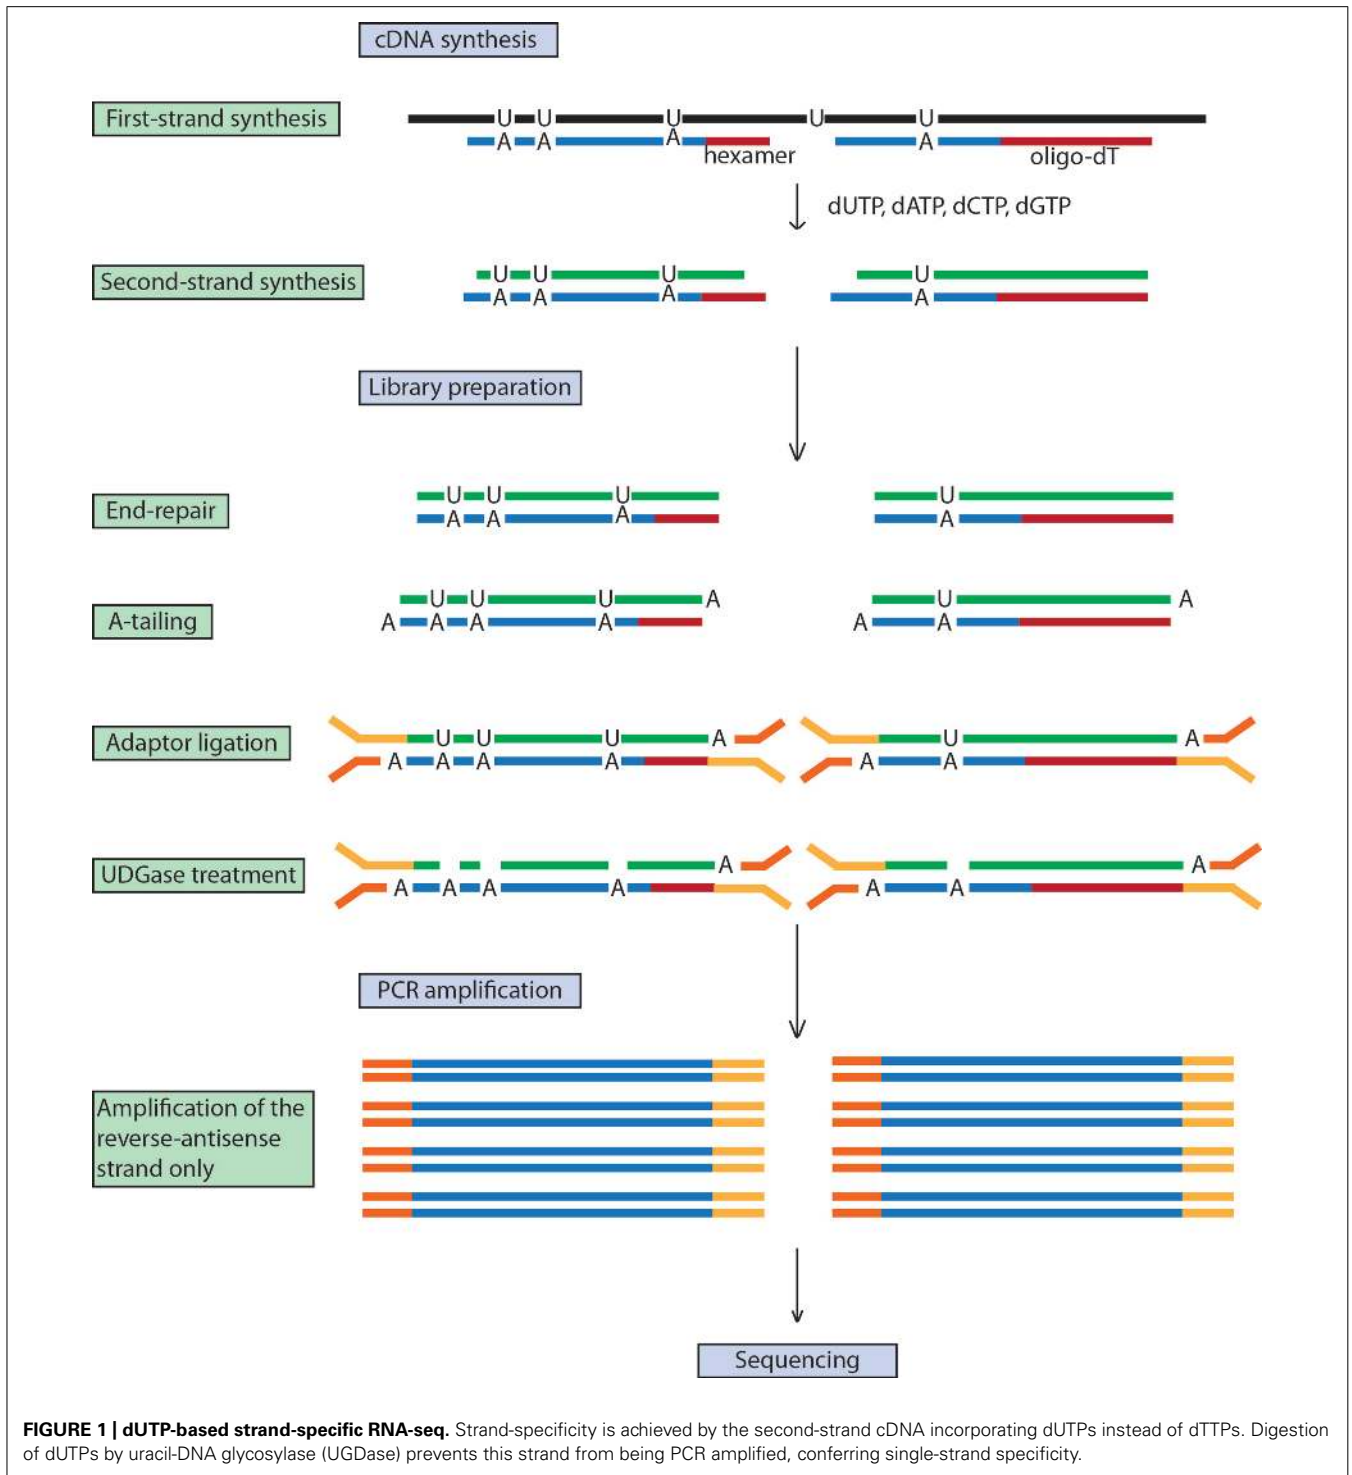 cDNA synthesis
First-strand synthesis
U U U U U
A A A A
hexamer oligo-dT
dUTP, dATP, dCTP, dGTP
Second-strand synthesis
U U U U
A A A A
Library preparation
End-repair
U U U U
A A A A
A-tailing
U U U A U A
A A A A A A
Adaptor ligation
U U U A U A
A A A A A A
UDGase treatment
A A
A A A A A A
PCR amplification
Amplification of the
reverse-antisense
strand only
Sequencing
FIGURE 1 | dUTP-based strand-specific RNA-seq. Strand-specificity is achieved by the second-strand cDNA incorporating dUTPs instead of dTTPs. Digestion
of dUTPs by uracil-DNA glycosylase (UGDase) prevents this strand from being PCR amplified, conferring single-strand specificity.